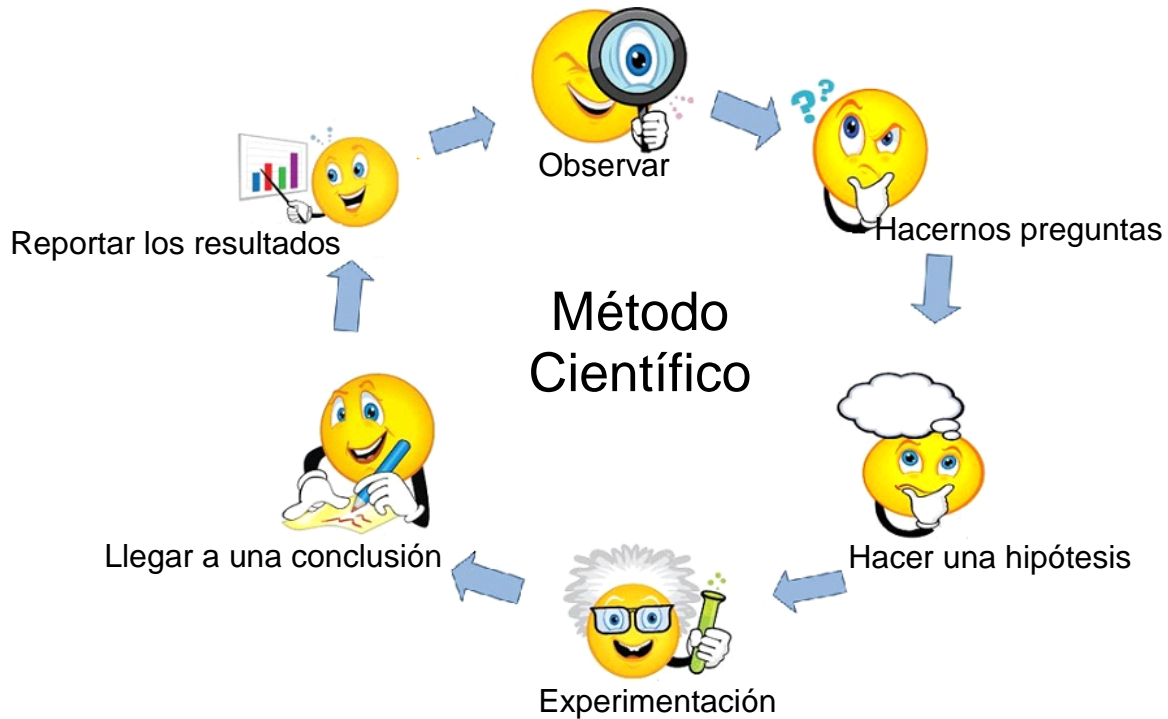 Observar
Hacernos preguntas
Reportar los resultados
Método
Científico
Hacer una hipótesis
Llegar a una conclusión
Experimentación